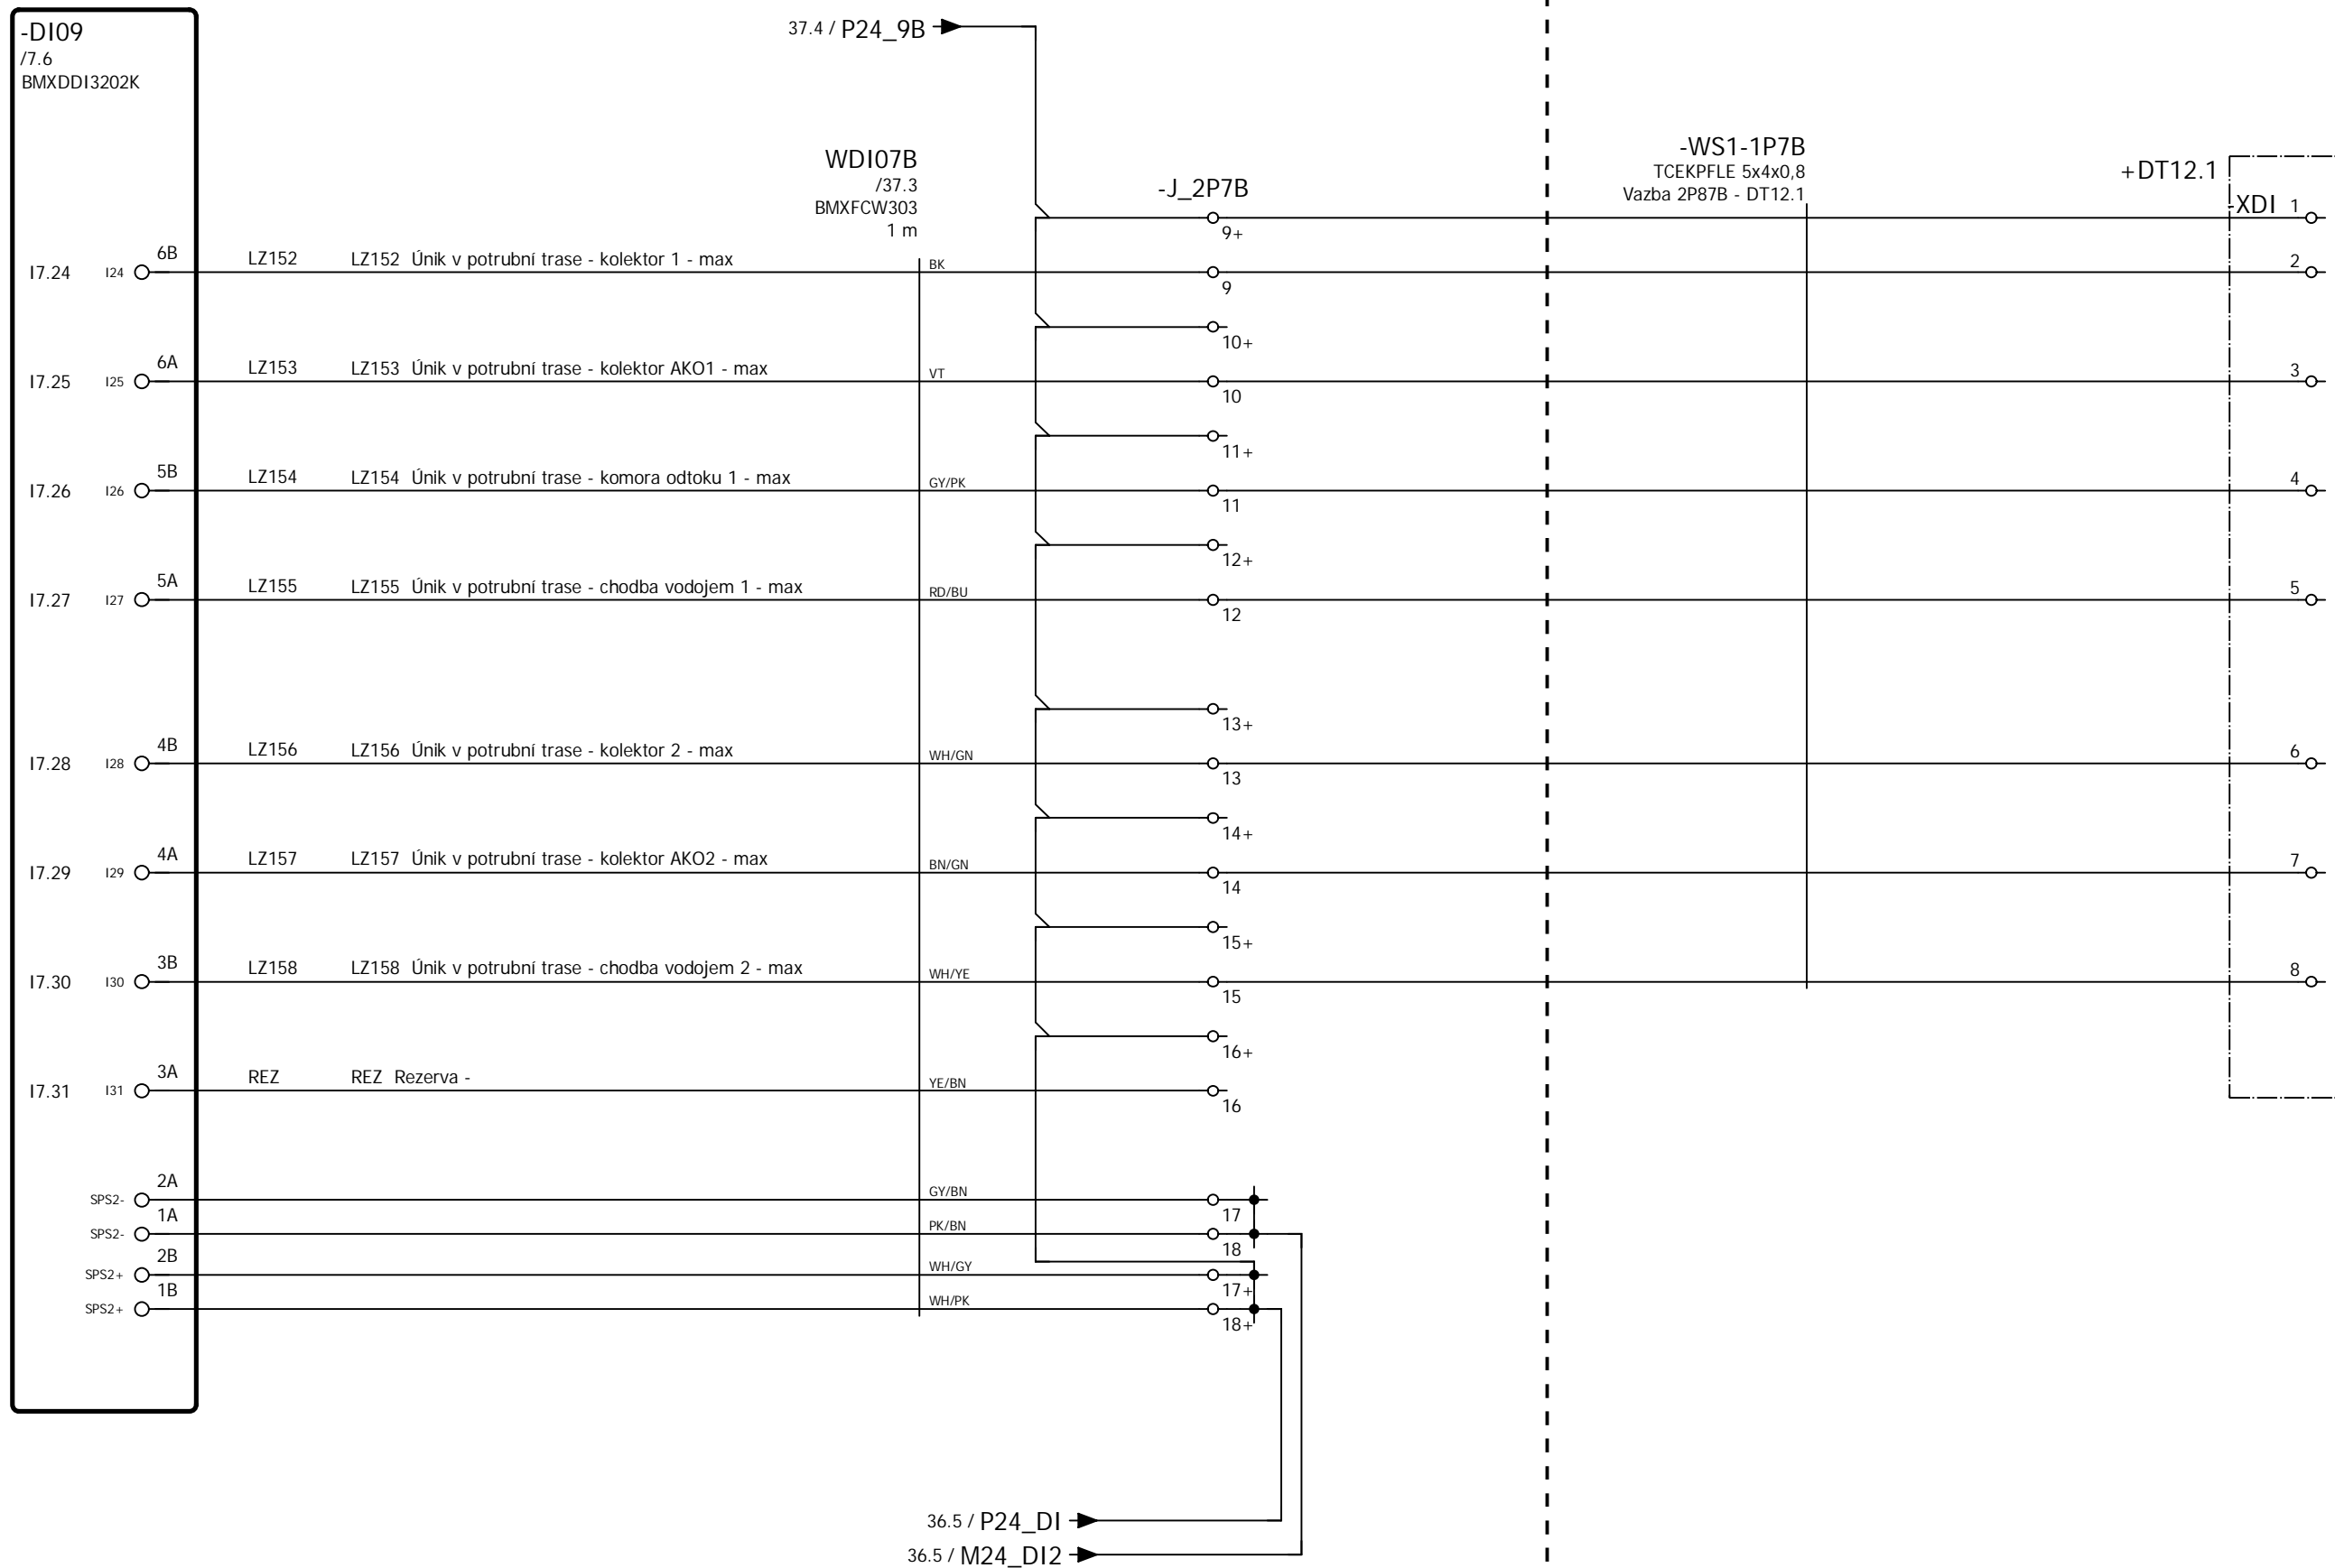 -DI09
/7.6
BMXDDI3202K
37.4 / P24_9B
WDI07B
/37.3
BMXFCW303
1 m
-J_2P7B
-WS1-1P7B
TCEKPFLE 5x4x0,8
Vazba 2P87B - DT12.1
+DT12.1
-XDI 1
9+
I7.24 I24 6B LZ152 LZ152 Únik v potrubní trase - kolektor 1 - max BK 9 2
10+
I7.25 I25 6A LZ153 LZ153 Únik v potrubní trase - kolektor AKO1 - max VT 10 3
11+
I7.26 I26 5B LZ154 LZ154 Únik v potrubní trase - komora odtoku 1 - max GY/PK 11 4
12+
I7.27 I27 5A LZ155 LZ155 Únik v potrubní trase - chodba vodojem 1 - max RD/BU 12 5
13+
I7.28 I28 4B LZ156 LZ156 Únik v potrubní trase - kolektor 2 - max WH/GN 13 6
14+
I7.29 I29 4A LZ157 LZ157 Únik v potrubní trase - kolektor AKO2 - max BN/GN 14 7
15+
I7.30 I30 3B LZ158 LZ158 Únik v potrubní trase - chodba vodojem 2 - max WH/YE 15 8
16+
I7.31 I31 3A REZ REZ Rezerva - YE/BN 16
SPS2- 2A GY/BN 17
SPS2- 1A PK/BN 18
SPS2+ 2B WH/GY 17+
SPS2+ 1B WH/PK 18+
36.5 / P24_DI
36.5 / M24_DI2